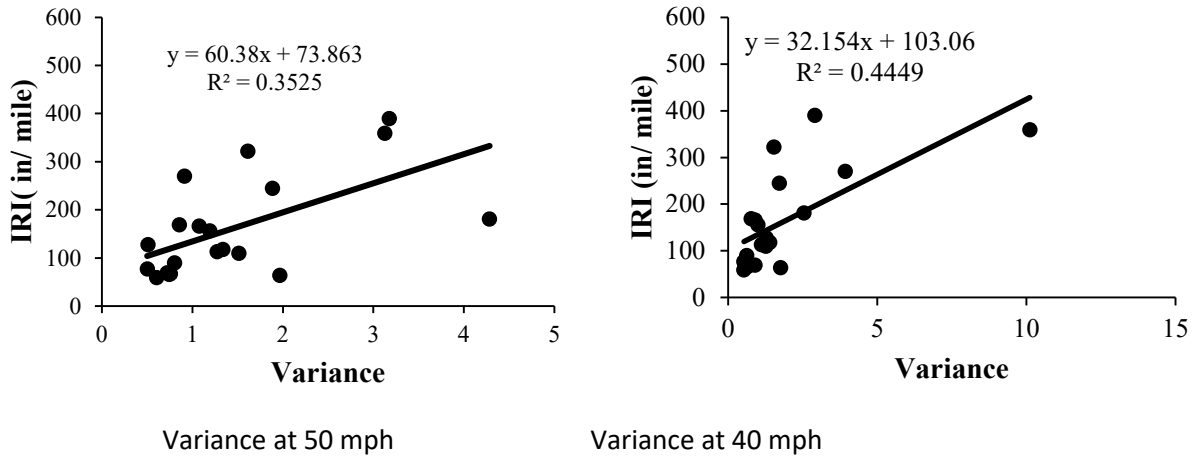 600
500
400
300
200
100
0
IRI( in/ mile)
y = 60.38x + 73.863
R² = 0.3525
0 1 2 3 4 5
Variance
600
500
400
300
200
100
0
IRI (in/ mile)
y = 32.154x + 103.06
R² = 0.4449
0 5 10 15
Variance
Variance at 50 mph
Variance at 40 mph